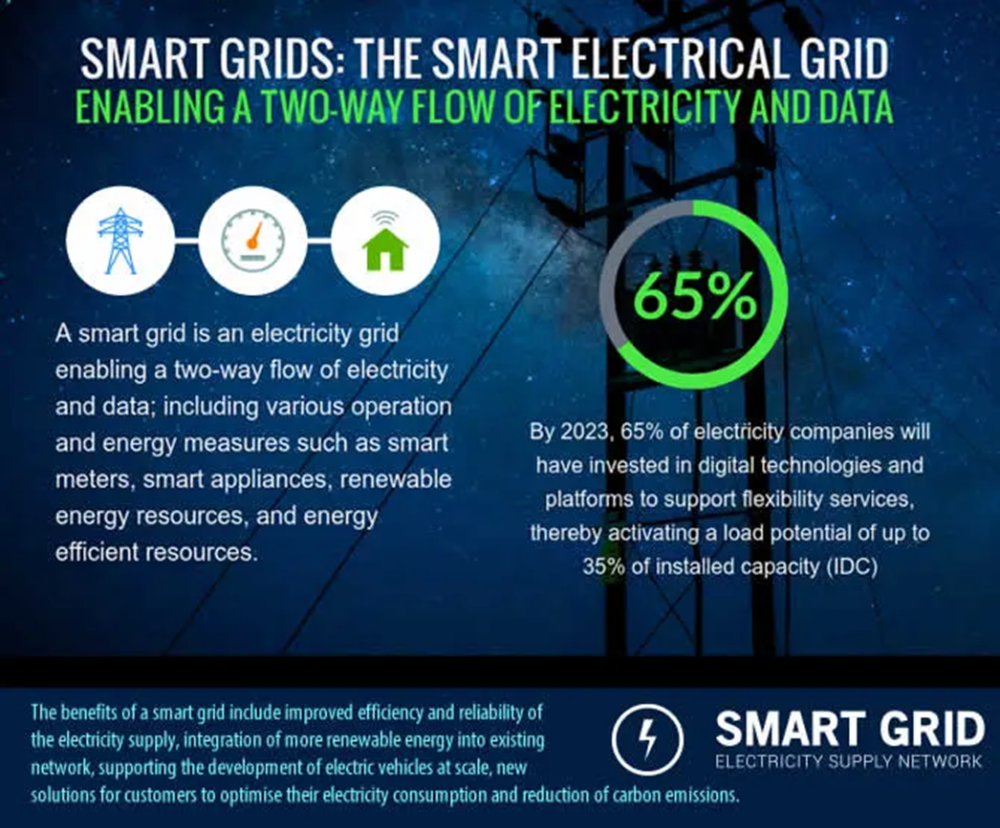 SMART GRIDS: THE SMART ELECTRICAL GRID
ENABLING A TWO-WAY FLOW OF ELECTRICITY AND DATA
A smart grid is an electricity grid
enabling a two-way flow of electricity
and data; including various operation
and energy measures such as smart
meters, smart appliances, renewable
energy resources, and energy
efficient resources.
65%
By 2023, 65% of electricity companies will
have invested in digital technologies and
platforms to support flexibility services,
thereby activating a load potential of up to
35% of installed capacity (IDC)
The benefits of a smart grid include improved efficiency and reliability of
the electricity supply, integration of more renewable energy into existing
network, supporting the development of electric vehicles at scale, new
solutions for customers to optimise their electricity consumption and reduction of carbon emissions.
SMART GRID
ELECTRICITY SUPPLY NETWORK